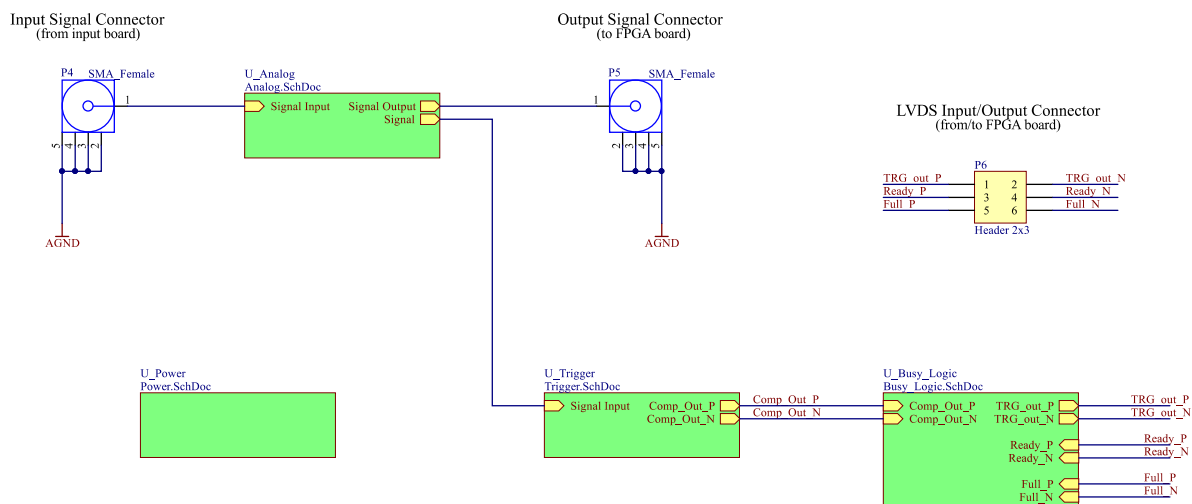 Input Signal Connector
(from input board)
Output Signal Connector
(to FPGA board)
P4 SMA_Female
1
5 4 3 2
AGND
U_Analog
Analog.SchDoc
Signal Input Signal Output
Signal
P5 SMA_Female
1
2 3 4 5
AGND
LVDS Input/Output Connector
(from/to FPGA board)
P6
TRG_out_P 1 2 TRG_out_N
Ready_P 3 4 Ready_N
Full_P 5 6 Full_N
Header 2x3
U_Power
Power.SchDoc
U_Trigger
Trigger.SchDoc
Signal Input Comp_Out_P
Comp_Out_N
Comp_Out_P
Comp_Out_N
U_Busy_Logic
Busy_Logic.SchDoc
Comp_Out_P TRG_out_P TRG_out_P
Comp_Out_N TRG_out_N TRG_out_N
Ready_P Ready_P
Ready_N Ready_N
Full_P Full_P
Full_N Full_N